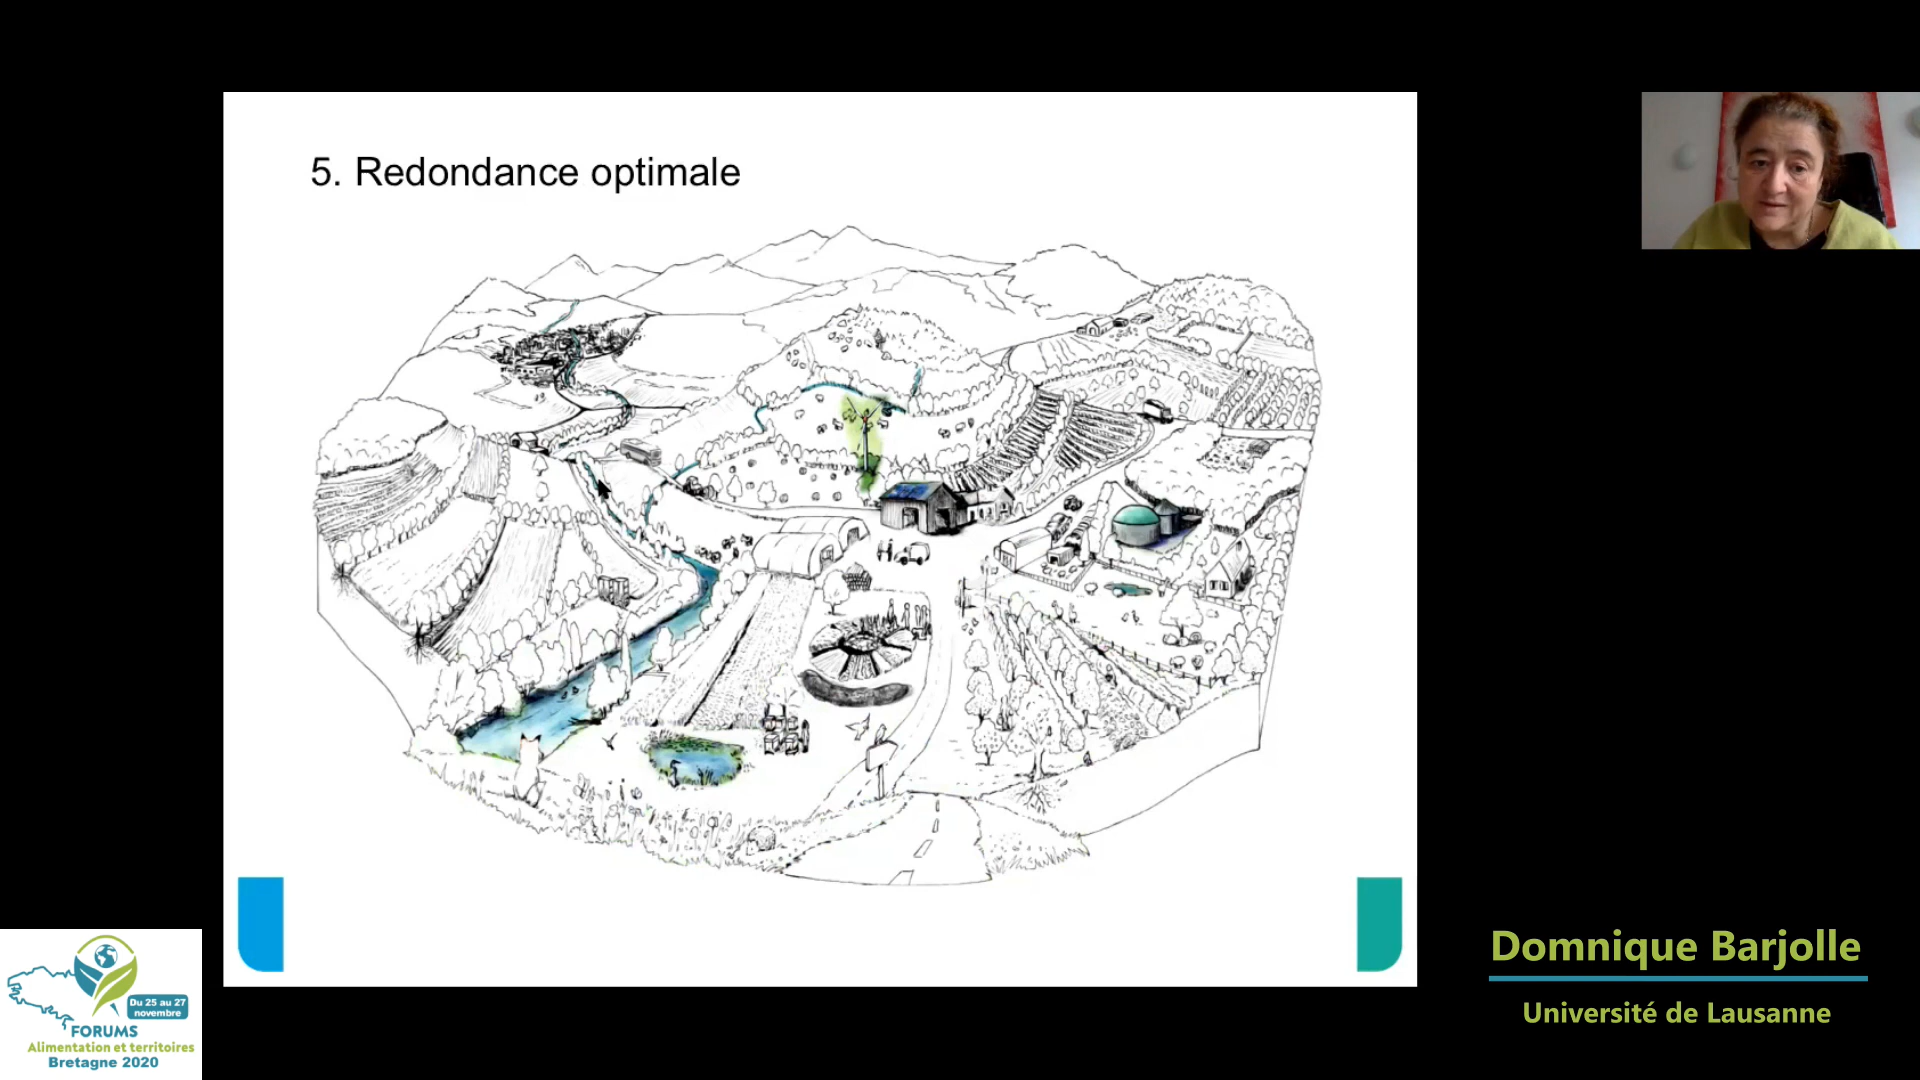 5. Redondance optimale
Domnique Barjolle
Université de Lausanne
Du 25 au 27
novembre
FORUMS
Alimentation et territoires
Bretagne 2020